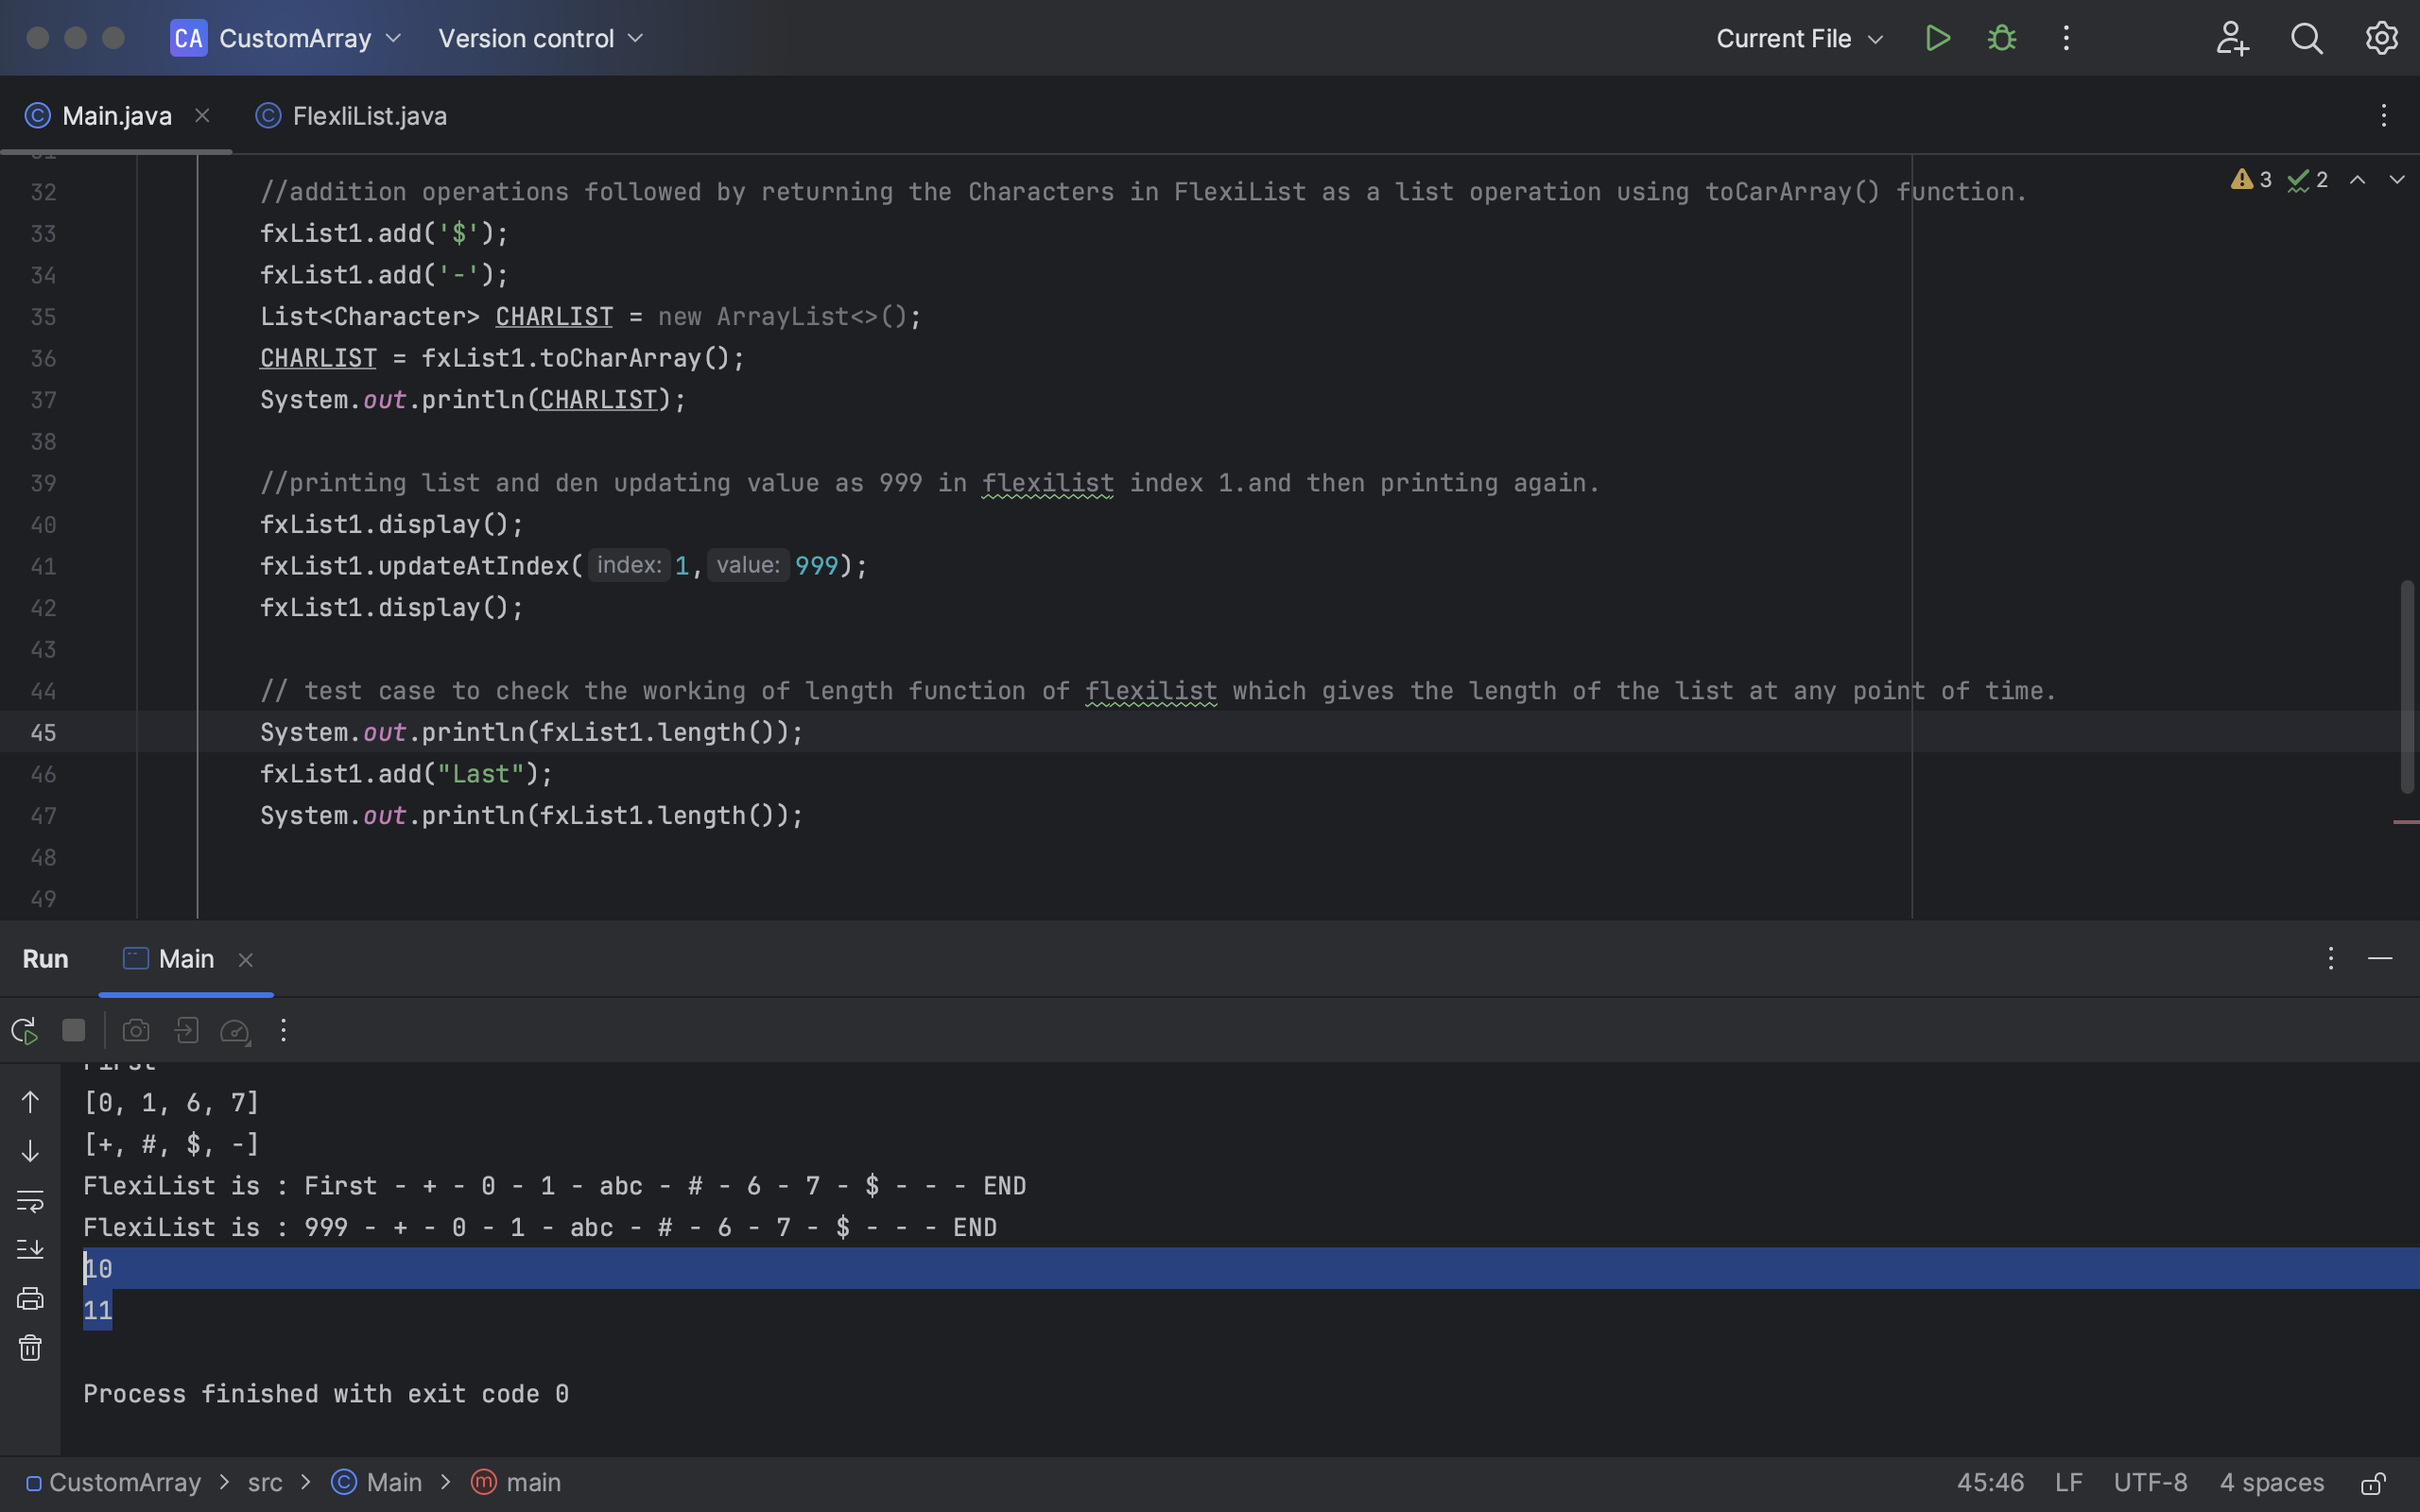 CA CustomArray Version control Current File
Main.java FlexliList.java
31
32 //addition operations followed by returning the Characters in FlexiList as a list operation using toCarArray() function. 3 2
33 fxList1.add('$');
34 fxList1.add('-');
35 List<Character> CHARLIST = new ArrayList<>();
36 CHARLIST = fxList1.toCharArray();
37 System.out.println(CHARLIST);
38
39 //printing list and den updating value as 999 in flexilist index 1.and then printing again.
40 fxList1.display();
41 fxList1.updateAtIndex( index: 1, value: 999);
42 fxList1.display();
43
44 // test case to check the working of length function of flexilist which gives the length of the list at any point of time.
45 System.out.println(fxList1.length());
46 fxList1.add("Last");
47 System.out.println(fxList1.length());
48
49
Run Main
First
[0, 1, 6, 7]
[+, #, $, -]
FlexiList is : First - + - 0 - 1 - abc - # - 6 - 7 - $ - - - END
FlexiList is : 999 - + - 0 - 1 - abc - # - 6 - 7 - $ - - - END
10
11
Process finished with exit code 0
CustomArray > src > Main > main 45:46 LF UTF-8 4 spaces